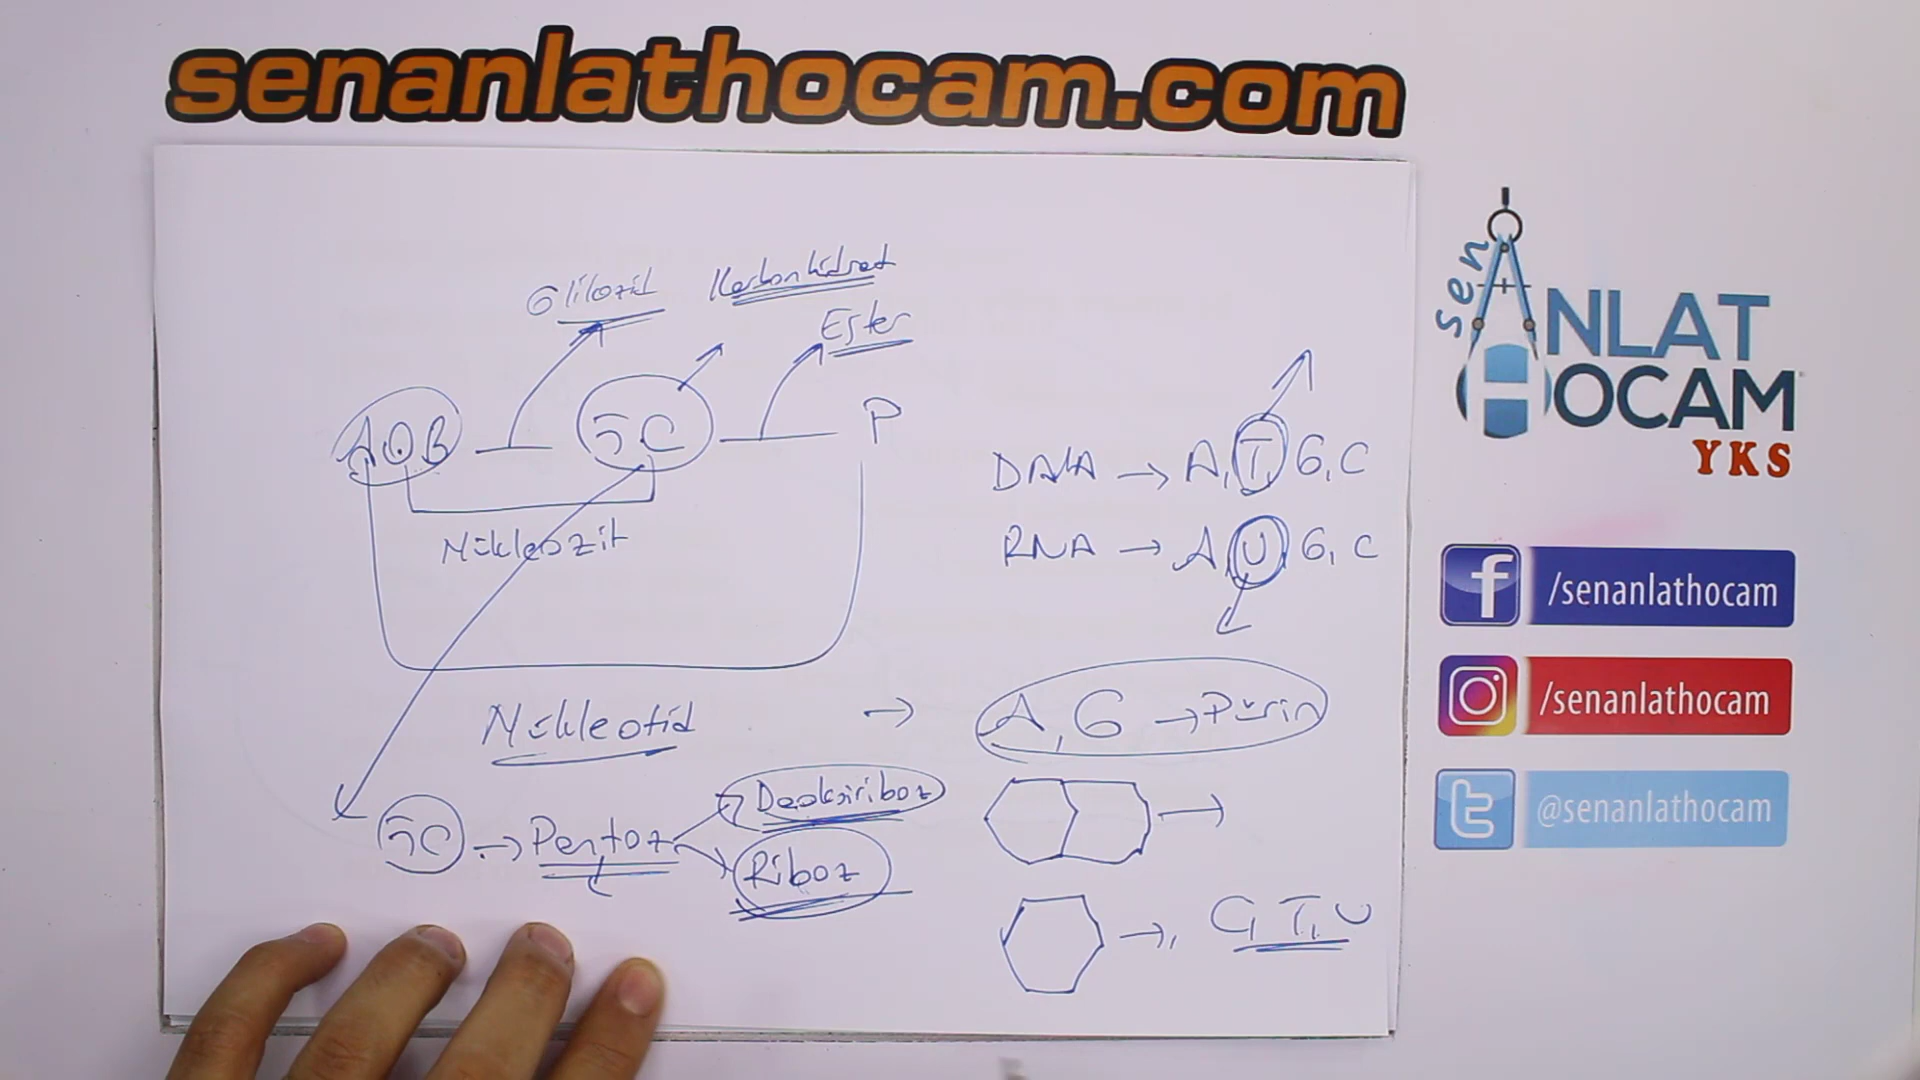 senanlathocam.com
Glikozit
Karbonhidrat
Ester
A.O.B
5C
P
Nükleozit
Nükleotid
5C → Pentoz
Deoksiriboz
Riboz
DNA → A, T, G, C
RNA → A, U, G, C
→ A, G → Pürin
→
→, C, T, U
sen
ANLAT
HOCAM
YKS
f /senanlathocam
/senanlathocam
t @senanlathocam